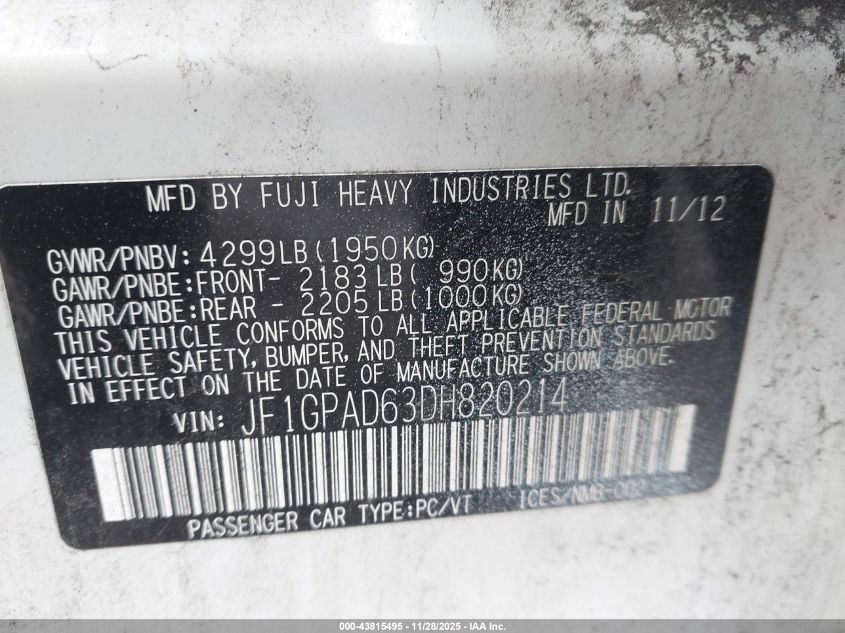 MFD BY FUJI HEAVY INDUSTRIES LTD.
MFD IN 11/12
GVWR/PNBV: 4299LB(1950KG)
GAWR/PNBE:FRONT- 2183LB( 990KG)
GAWR/PNBE:REAR - 2205LB(1000KG)
THIS VEHICLE CONFORMS TO ALL APPLICABLE FEDERAL MOTOR
VEHICLE SAFETY, BUMPER, AND THEFT PREVENTION STANDARDS
IN EFFECT ON THE DATE OF MANUFACTURE SHOWN ABOVE.
VIN: JF1GPAD63DH820214
PASSENGER CAR TYPE:PC/VT ICES/NMB-002
000-43815495 - 11/28/2025 - IAA Inc.